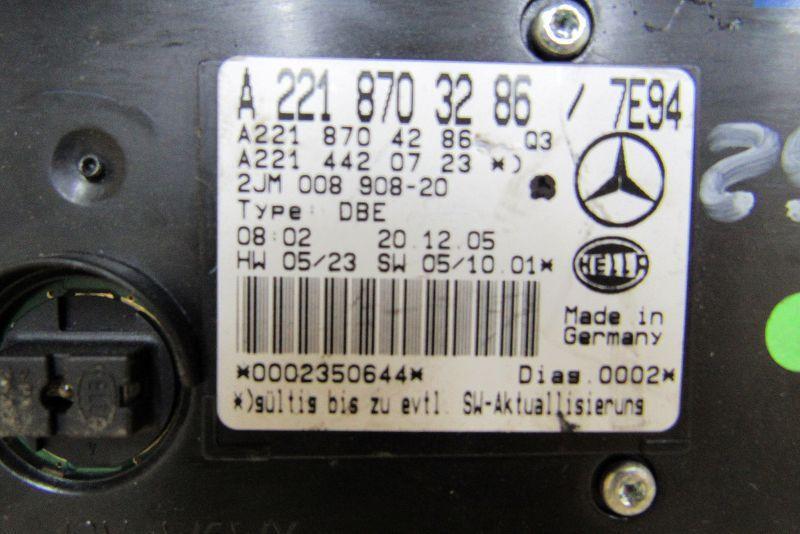 A 221 870 32 86 / 7E94
A221 870 42 86 Q3
A221 442 07 23 *)
2JM 008 908-20
Type: DBE
08:02 20.12.05
HW 05/23 SW 05/10.01*
HELLA
Made in
Germany
*0002350644* Diag.0002*
*)gültig bis zu evtl. SW-Aktuallisierung